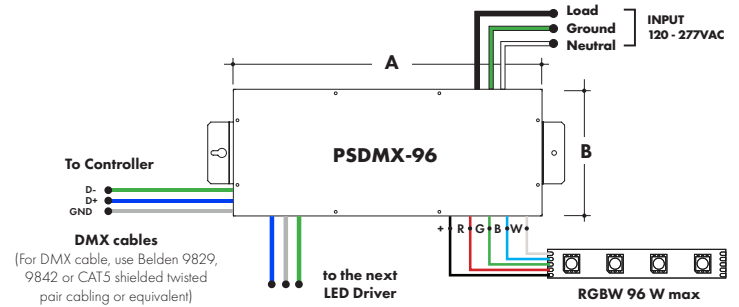 Load
Ground
Neutral
INPUT
120 - 277VAC
A
PSDMX-96
B
To Controller
D-
D+
GND
DMX cables
(For DMX cable, use Belden 9829,
9842 or CAT5 shielded twisted
pair cabling or equivalent)
to the next
LED Driver
+ R G B W
RGBW 96 W max